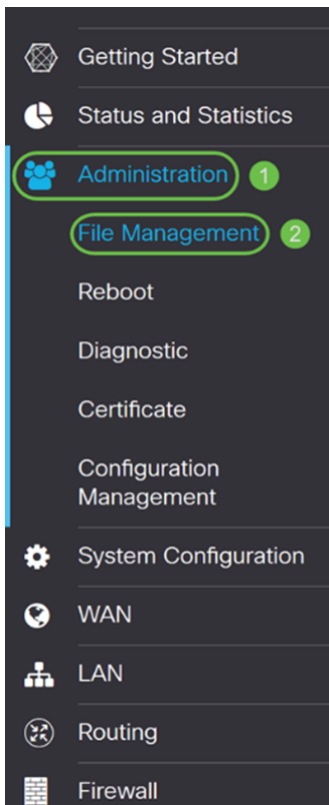 Getting Started
Status and Statistics
Administration 1
File Management 2
Reboot
Diagnostic
Certificate
Configuration
Management
System Configuration
WAN
LAN
Routing
Firewall